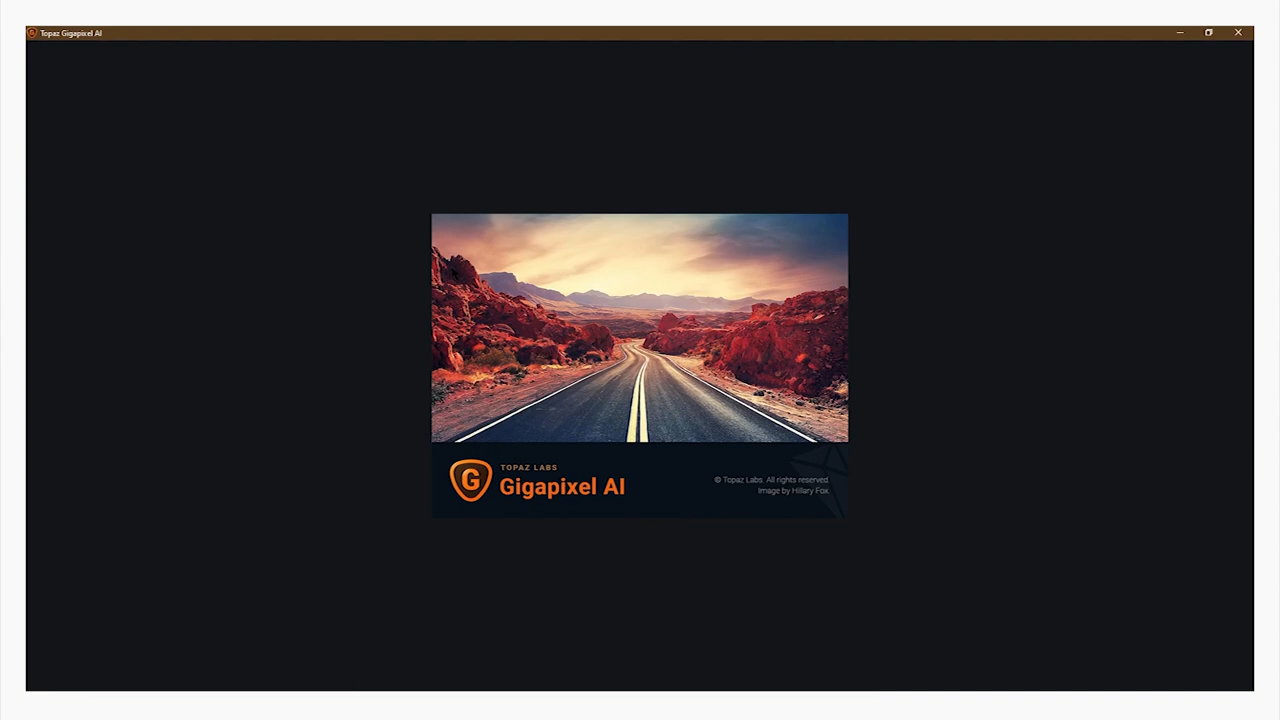 Topaz Gigapixel AI
TOPAZ LABS
Gigapixel AI
© Topaz Labs. All rights reserved.
Image by Hillary Fox.